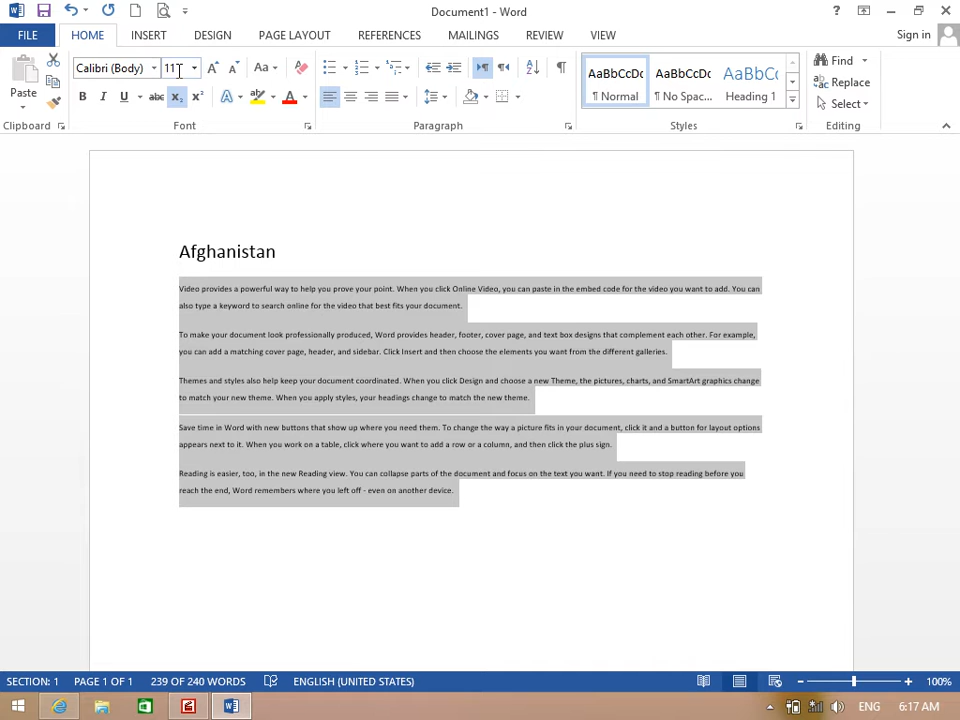 Document1 - Word
Sign in
FILE HOME INSERT DESIGN PAGE LAYOUT REFERENCES MAILINGS REVIEW VIEW
Paste
Calibri (Body) 11
Aa
B I U abc X₂ X²
A A
AaBbCcDc AaBbCcDc AaBbCc
¶ Normal ¶ No Spac... Heading 1
Find
Replace
Select
Clipboard Font Paragraph Styles Editing
Afghanistan
Video provides a powerful way to help you prove your point. When you click Online Video, you can paste in the embed code for the video you want to add. You can
also type a keyword to search online for the video that best fits your document.
To make your document look professionally produced, Word provides header, footer, cover page, and text box designs that complement each other. For example,
you can add a matching cover page, header, and sidebar. Click Insert and then choose the elements you want from the different galleries.
Themes and styles also help keep your document coordinated. When you click Design and choose a new Theme, the pictures, charts, and SmartArt graphics change
to match your new theme. When you apply styles, your headings change to match the new theme.
Save time in Word with new buttons that show up where you need them. To change the way a picture fits in your document, click it and a button for layout options
appears next to it. When you work on a table, click where you want to add a row or a column, and then click the plus sign.
Reading is easier, too, in the new Reading view. You can collapse parts of the document and focus on the text you want. If you need to stop reading before you
reach the end, Word remembers where you left off - even on another device.
SECTION: 1 PAGE 1 OF 1 239 OF 240 WORDS ENGLISH (UNITED STATES) 100%
ENG 6:17 AM